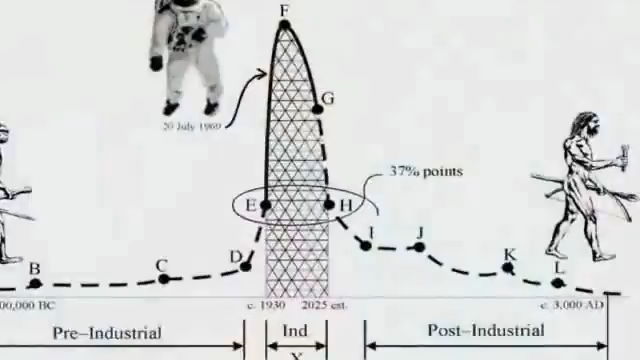 F
G
20 July 1969
37% points
E
H
I
J
D
C
B
K
L
00,000 BC
c. 1930
2025 est.
c. 3,000 AD
Pre–Industrial
Ind
Post–Industrial